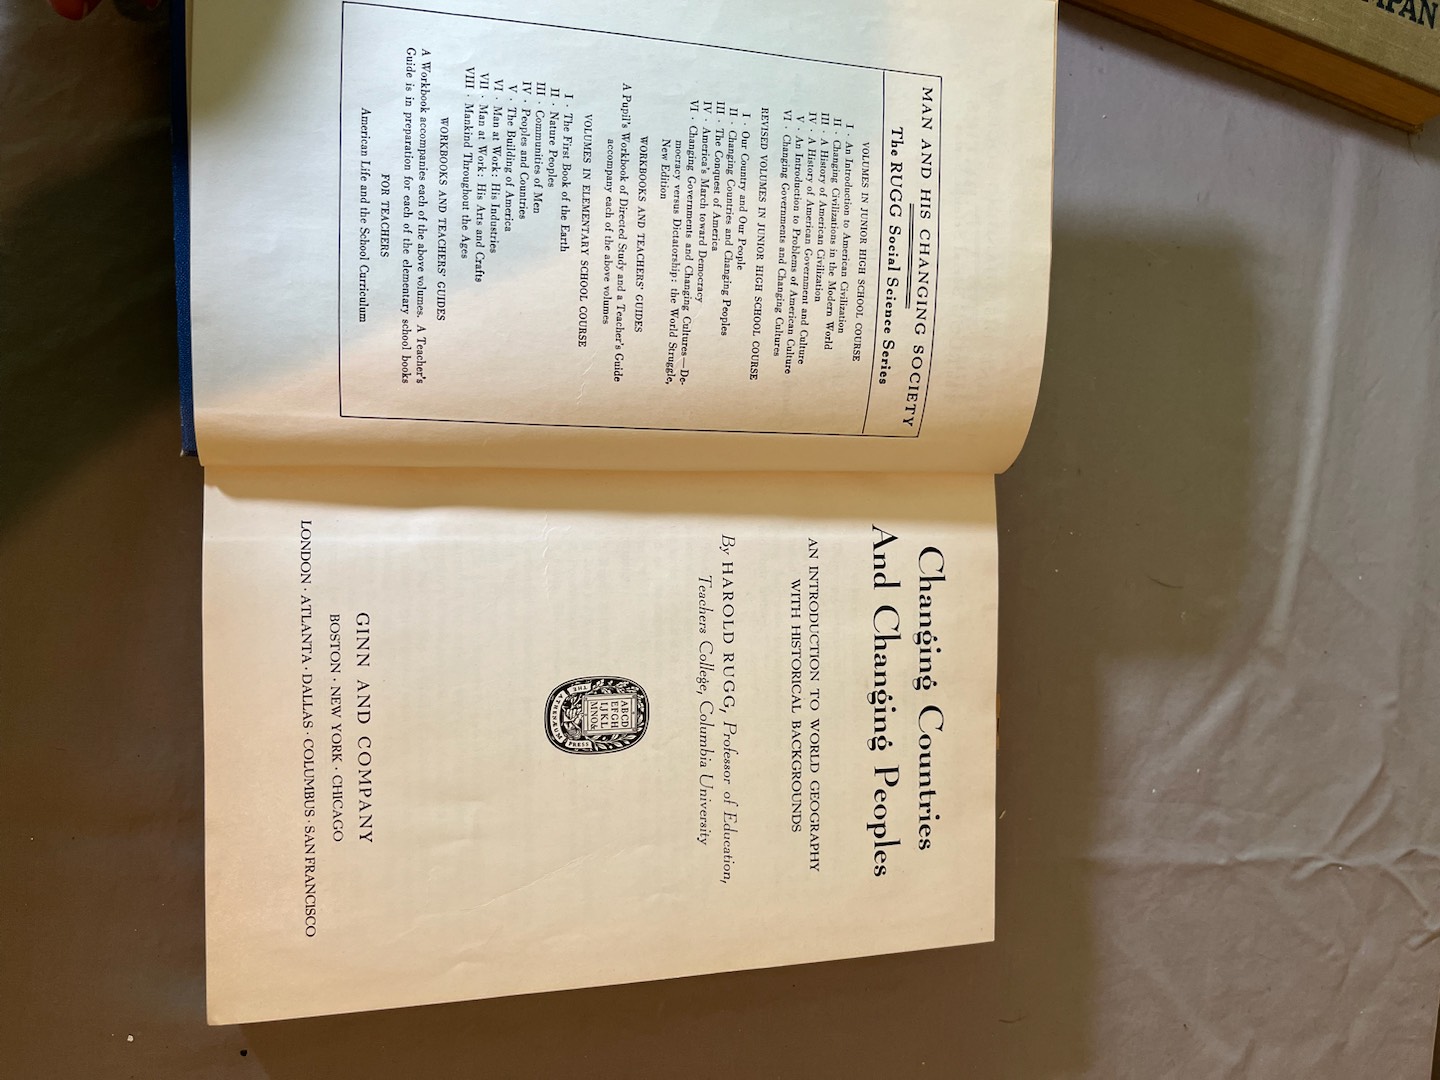 MAN AND HIS CHANGING SOCIETY
The RUGG Social Science Series
VOLUMES IN JUNIOR HIGH SCHOOL COURSE
I · An Introduction to American Civilization
II · Changing Civilizations in the Modern World
III · A History of American Civilization
IV · A History of American Government and Culture
V · An Introduction to Problems of American Culture
VI · Changing Governments and Changing Cultures
REVISED VOLUMES IN JUNIOR HIGH SCHOOL COURSE
I · Our Country and Our People
II · Changing Countries and Changing Peoples
III · The Conquest of America
IV · America's March toward Democracy
VI · Changing Governments and Changing Cultures—De-
mocracy versus Dictatorship: the World Struggle,
New Edition
WORKBOOKS AND TEACHERS' GUIDES
A Pupil's Workbook of Directed Study and a Teacher's Guide
accompany each of the above volumes
VOLUMES IN ELEMENTARY SCHOOL COURSE
I · The First Book of the Earth
II · Nature Peoples
III · Communities of Men
IV · Peoples and Countries
V · The Building of America
VI · Man at Work: His Industries
VII · Man at Work: His Arts and Crafts
VIII · Mankind Throughout the Ages
WORKBOOKS AND TEACHERS' GUIDES
A Workbook accompanies each of the above volumes. A Teacher's
Guide is in preparation for each of the elementary school books
FOR TEACHERS
American Life and the School Curriculum
Changing Countries
And Changing Peoples
AN INTRODUCTION TO WORLD GEOGRAPHY
WITH HISTORICAL BACKGROUNDS
By HAROLD RUGG, Professor of Education,
Teachers College, Columbia University
ABCD
EFGH
IJKL
MNO&
THE ATHENÆUM PRESS
GINN AND COMPANY
BOSTON · NEW YORK · CHICAGO
LONDON · ATLANTA · DALLAS · COLUMBUS · SAN FRANCISCO